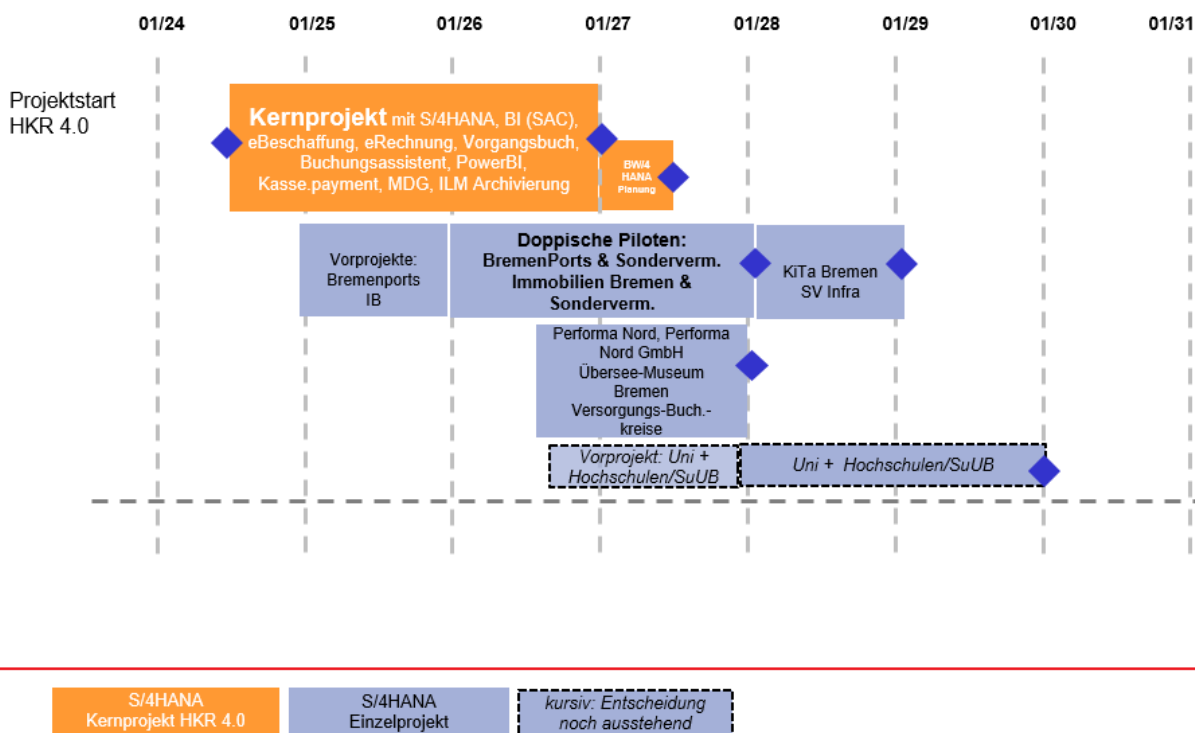 01/24 01/25 01/26 01/27 01/28 01/29 01/30 01/31
Projektstart
HKR 4.0
Kernprojekt mit S/4HANA, BI (SAC),
eBeschaffung, eRechnung, Vorgangsbuch,
Buchungsassistent, PowerBI,
Kasse.payment, MDG, ILM Archivierung
BW/4
HANA
Planung
Vorprojekte:
Bremenports
IB
Doppische Piloten:
BremenPorts & Sonderverm.
Immobilien Bremen &
Sonderverm.
KiTa Bremen
SV Infra
Performa Nord, Performa
Nord GmbH
Übersee-Museum
Bremen
Versorgungs-Buch.-
kreise
Vorprojekt: Uni +
Hochschulen/SuUB
Uni + Hochschulen/SuUB
S/4HANA
Kernprojekt HKR 4.0
S/4HANA
Einzelprojekt
kursiv: Entscheidung
noch ausstehend